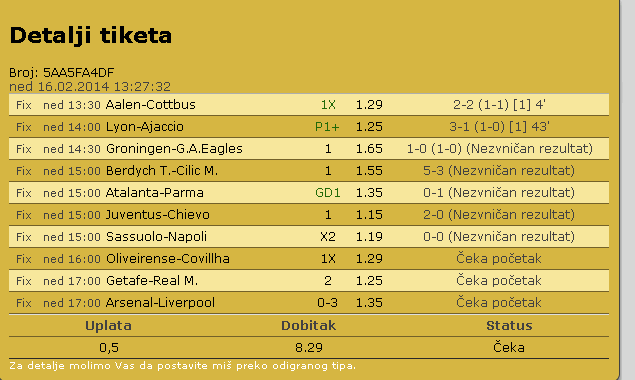 Detalji tiketa
Broj: 5AA5FA4DF
ned 16.02.2014 13:27:32
Fix ned 13:30 Aalen-Cottbus 1X 1.29 2-2 (1-1) [1] 4'
Fix ned 14:00 Lyon-Ajaccio P1+ 1.25 3-1 (1-0) [1] 43'
Fix ned 14:30 Groningen-G.A.Eagles 1 1.65 1-0 (1-0) (Nezvničan rezultat)
Fix ned 15:00 Berdych T.-Cilic M. 1 1.55 5-3 (Nezvničan rezultat)
Fix ned 15:00 Atalanta-Parma GD1 1.35 0-1 (Nezvničan rezultat)
Fix ned 15:00 Juventus-Chievo 1 1.15 2-0 (Nezvničan rezultat)
Fix ned 15:00 Sassuolo-Napoli X2 1.19 0-0 (Nezvničan rezultat)
Fix ned 16:00 Oliveirense-Covillha 1X 1.29 Čeka početak
Fix ned 17:00 Getafe-Real M. 2 1.25 Čeka početak
Fix ned 17:00 Arsenal-Liverpool 0-3 1.35 Čeka početak
Uplata Dobitak Status
0,5 8.29 Čeka
Za detalje molimo Vas da postavite miš preko odigranog tipa.